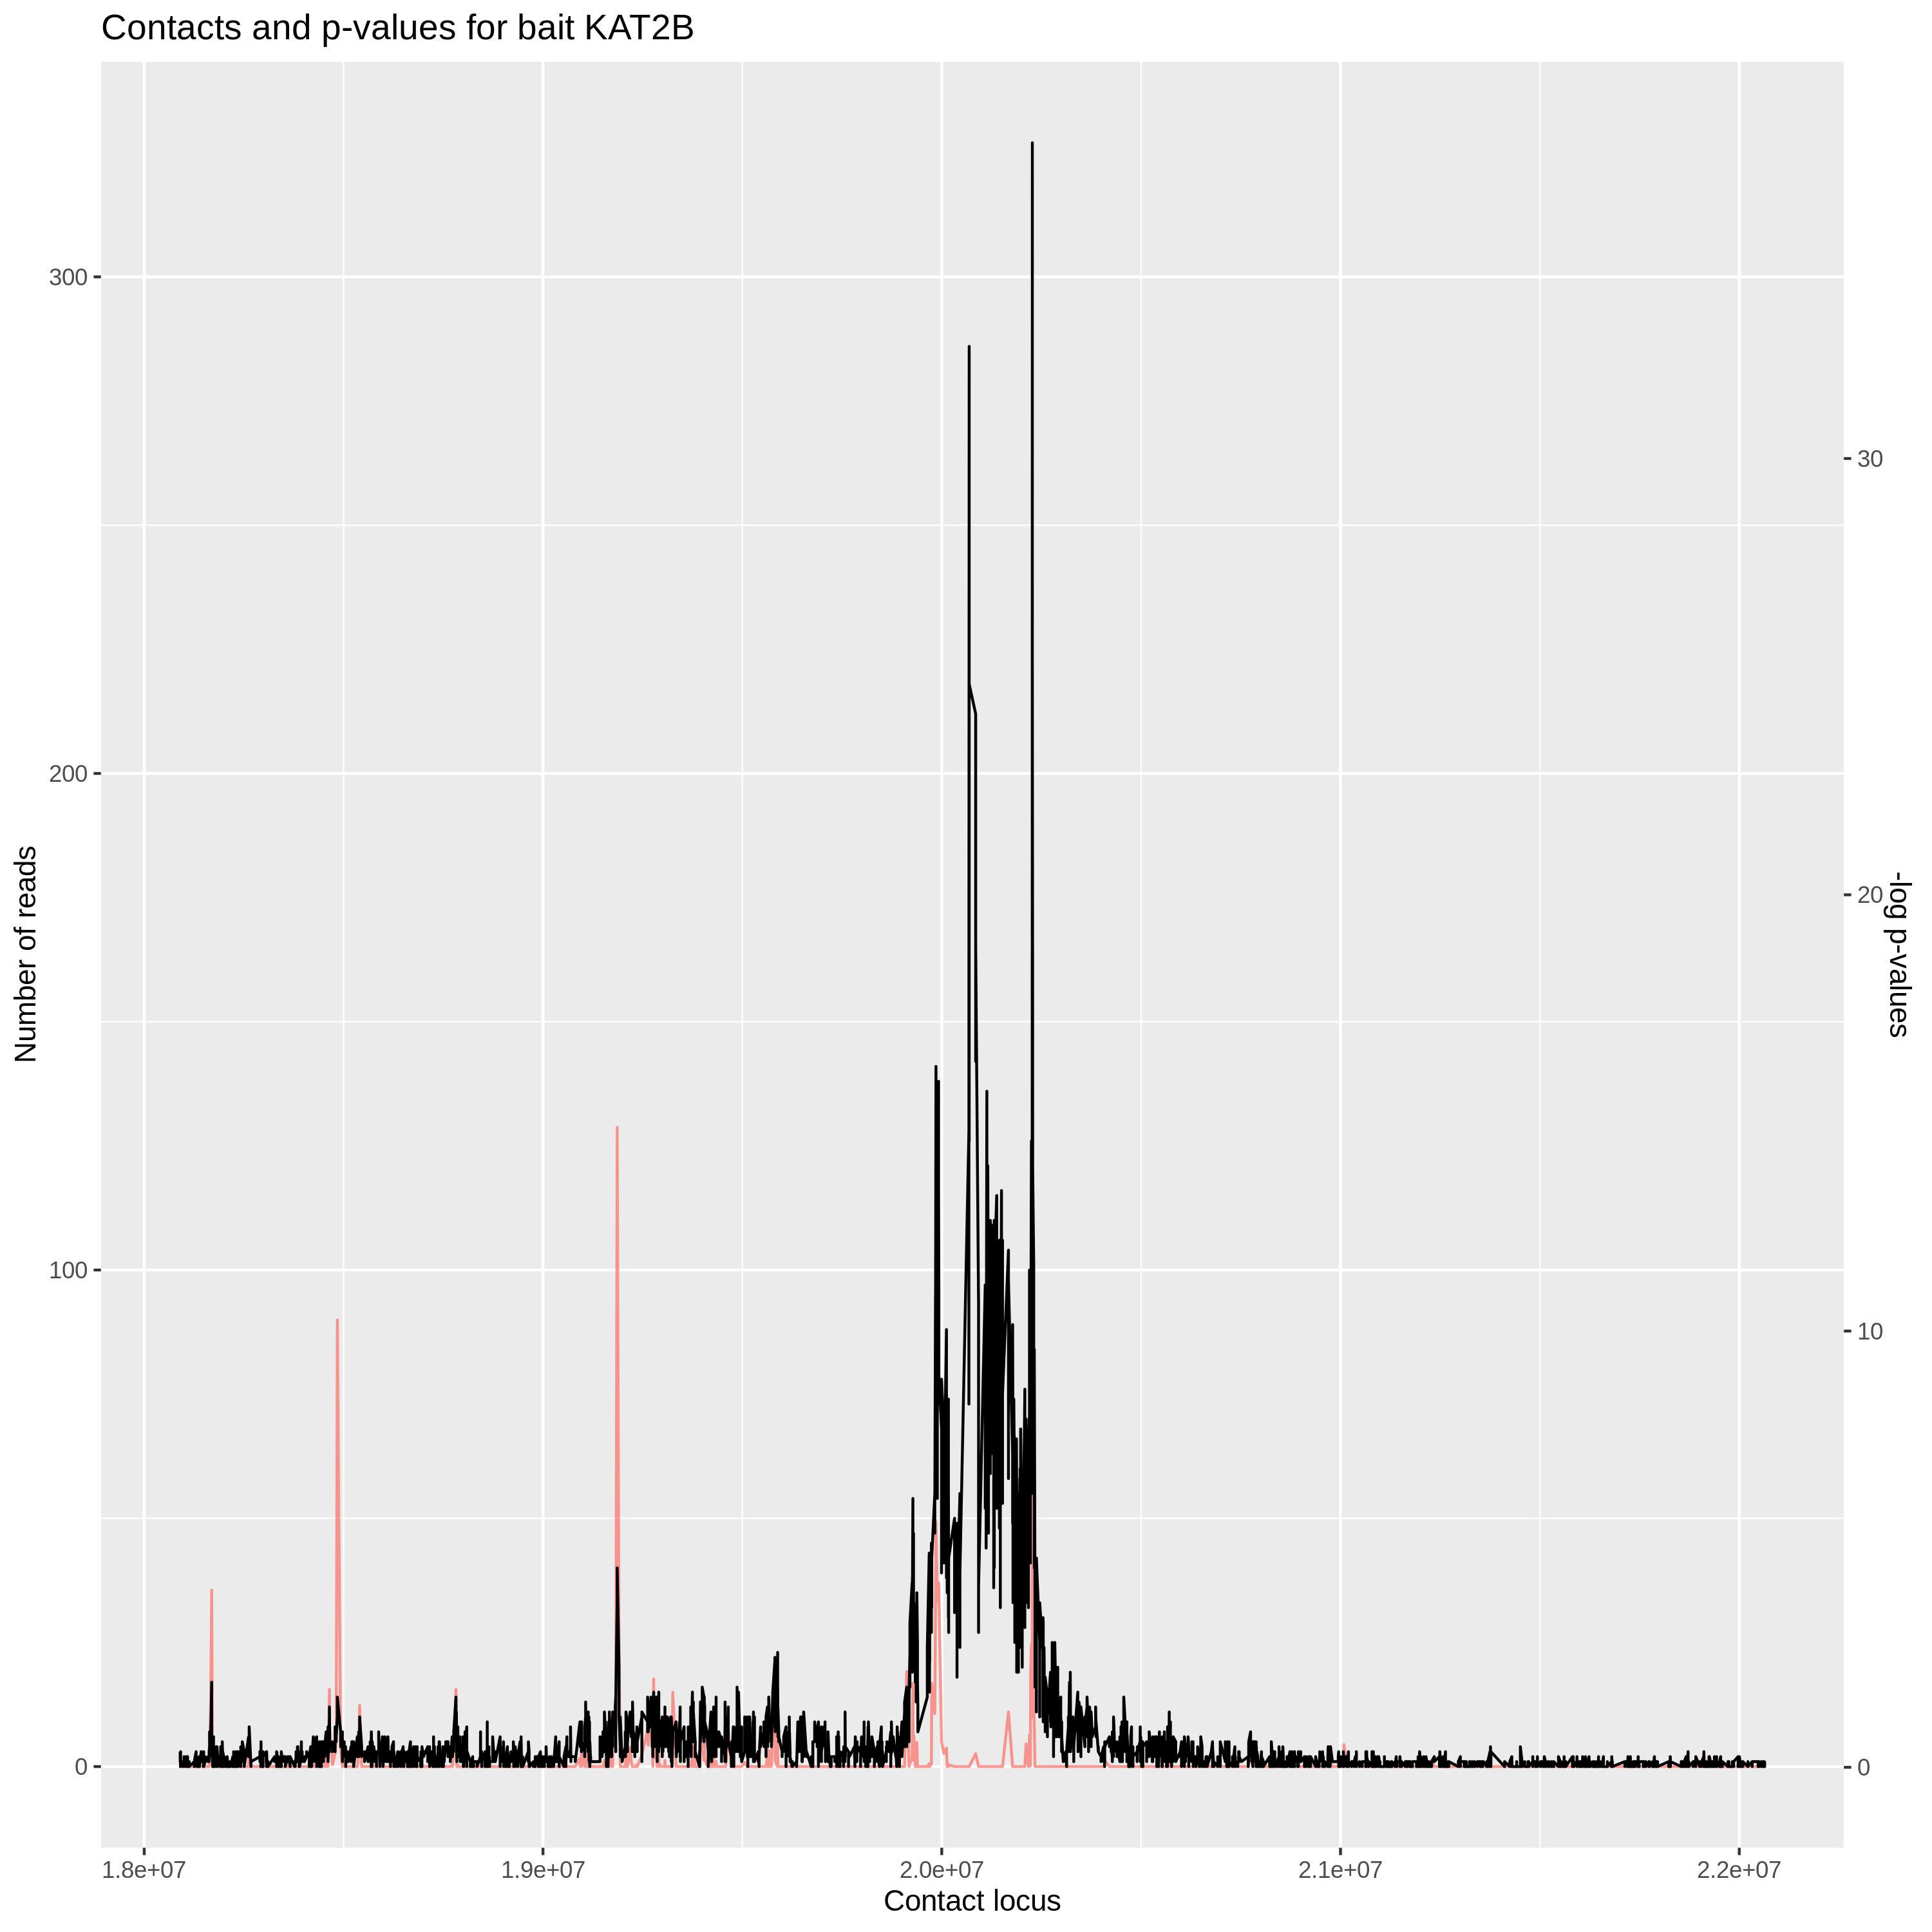 Contacts and p-values for bait KAT2B
300
200
100
0
Number of reads
30
20
10
0
-log p-values
1.8e+07 1.9e+07 2.0e+07 2.1e+07 2.2e+07
Contact locus